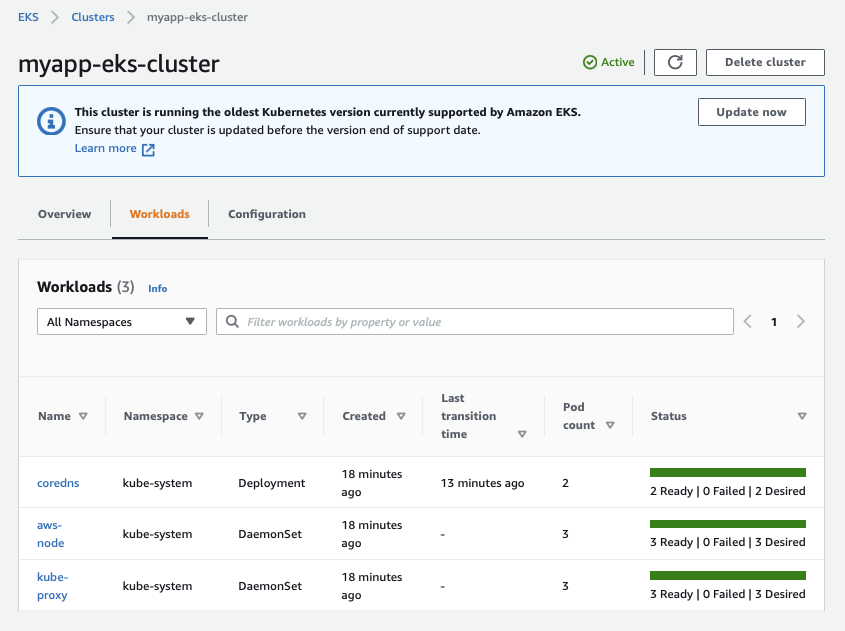 EKS > Clusters > myapp-eks-cluster
myapp-eks-cluster
Active
Delete cluster
This cluster is running the oldest Kubernetes version currently supported by Amazon EKS.
Update now
Ensure that your cluster is updated before the version end of support date.
Learn more
Overview
Workloads
Configuration
Workloads (3) Info
All Namespaces
Filter workloads by property or value
1
Name
Namespace
Type
Created
Last
transition
time
Pod
count
Status
coredns
kube-system
Deployment
18 minutes
ago
13 minutes ago
2
2 Ready | 0 Failed | 2 Desired
aws-
node
kube-system
DaemonSet
18 minutes
ago
-
3
3 Ready | 0 Failed | 3 Desired
kube-
proxy
kube-system
DaemonSet
18 minutes
ago
-
3
3 Ready | 0 Failed | 3 Desired